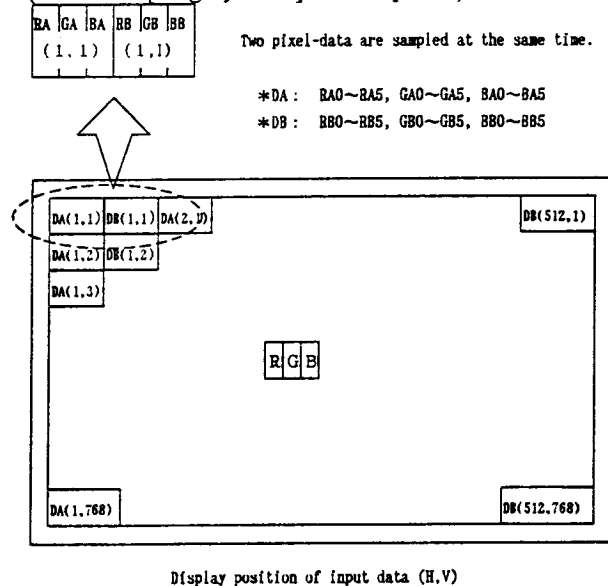 RA GA BA RB GB BB
(1,1) (1,1)
Two pixel-data are sampled at the same time.
*DA : RA0~RA5, GA0~GA5, BA0~BA5
*DB : RB0~RB5, GB0~GB5, BB0~BB5
DA(1,1) DB(1,1) DA(2,1) DB(512,1)
DA(1,2) DB(1,2)
DA(1,3)
R G B
DA(1,768) DB(512,768)
Display position of input data (H,V)